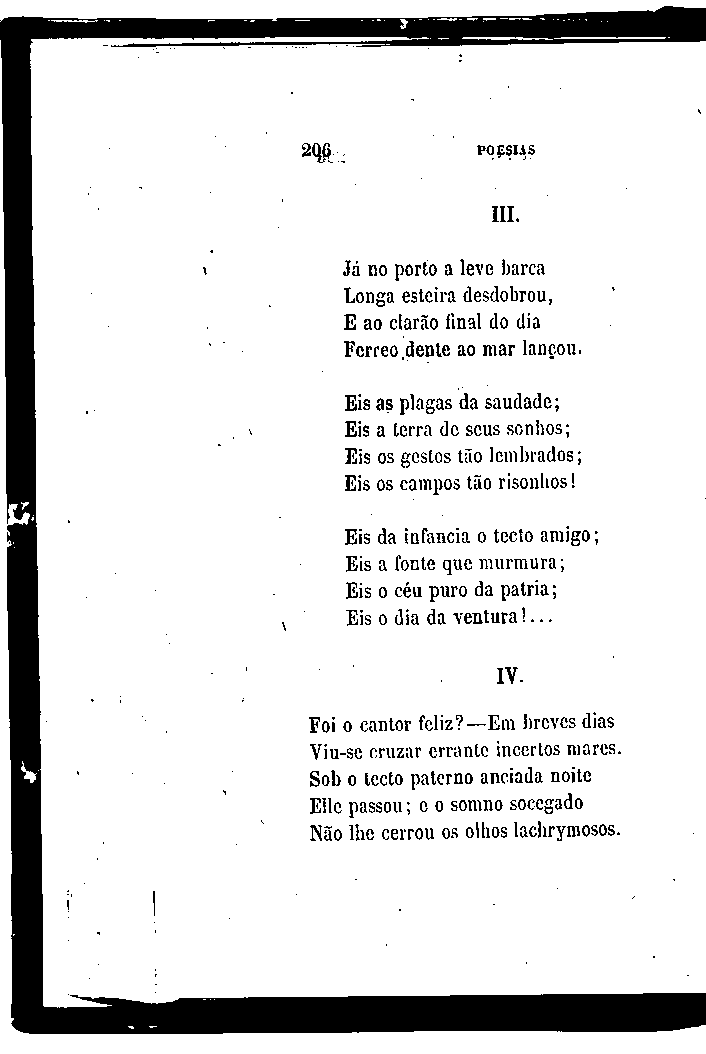 206 POESIAS
III.
Já no porto a leve barca
Longa esteira desdobrou,
E ao clarão final do dia
Ferreo dente ao mar lançou.
Eis as plagas da saudade;
Eis a terra de seus sonhos;
Eis os gestos tão lembrados;
Eis os campos tão risonhos!
Eis da infancia o tecto amigo;
Eis a fonte que murmura;
Eis o céu puro da patria;
Eis o dia da ventura!...
IV.
Foi o cantor feliz?—Em breves dias
Viu-se cruzar errante incertos mares.
Sob o tecto paterno anciada noite
Elle passou; e o somno socegado
Não lhe cerrou os olhos lachrymosos.